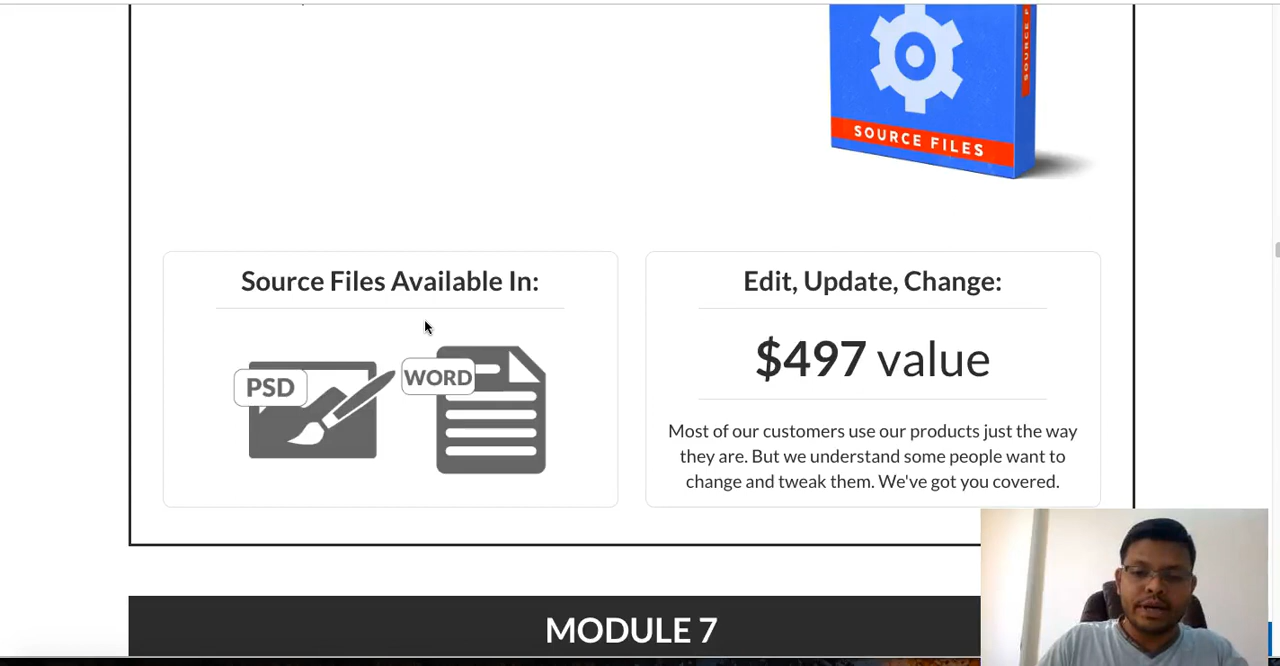 SOURCE FILES
Source Files Available In:
PSD
WORD
Edit, Update, Change:
$497 value
Most of our customers use our products just the way
they are. But we understand some people want to
change and tweak them. We've got you covered.
MODULE 7